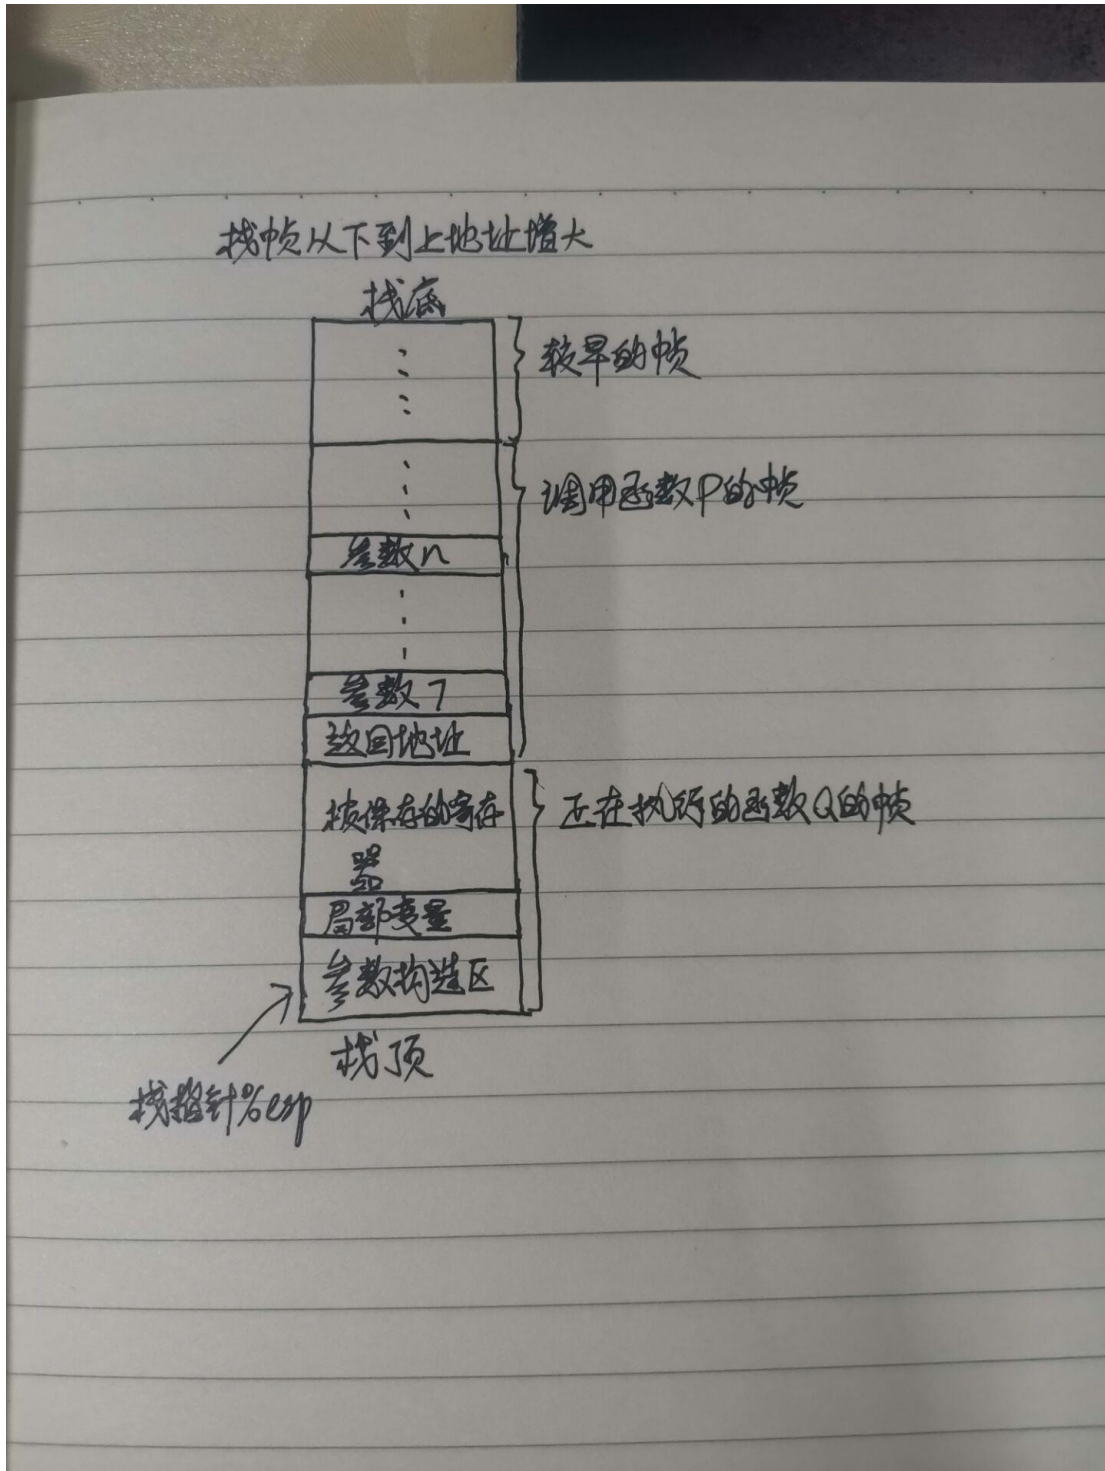 栈帧从下到上地址增大
栈底
较早的帧
调用函数P的帧
参数n
参数7
返回地址
被保存的寄存
器
正在执行的函数Q的帧
局部变量
参数构造区
栈顶
栈指针%esp